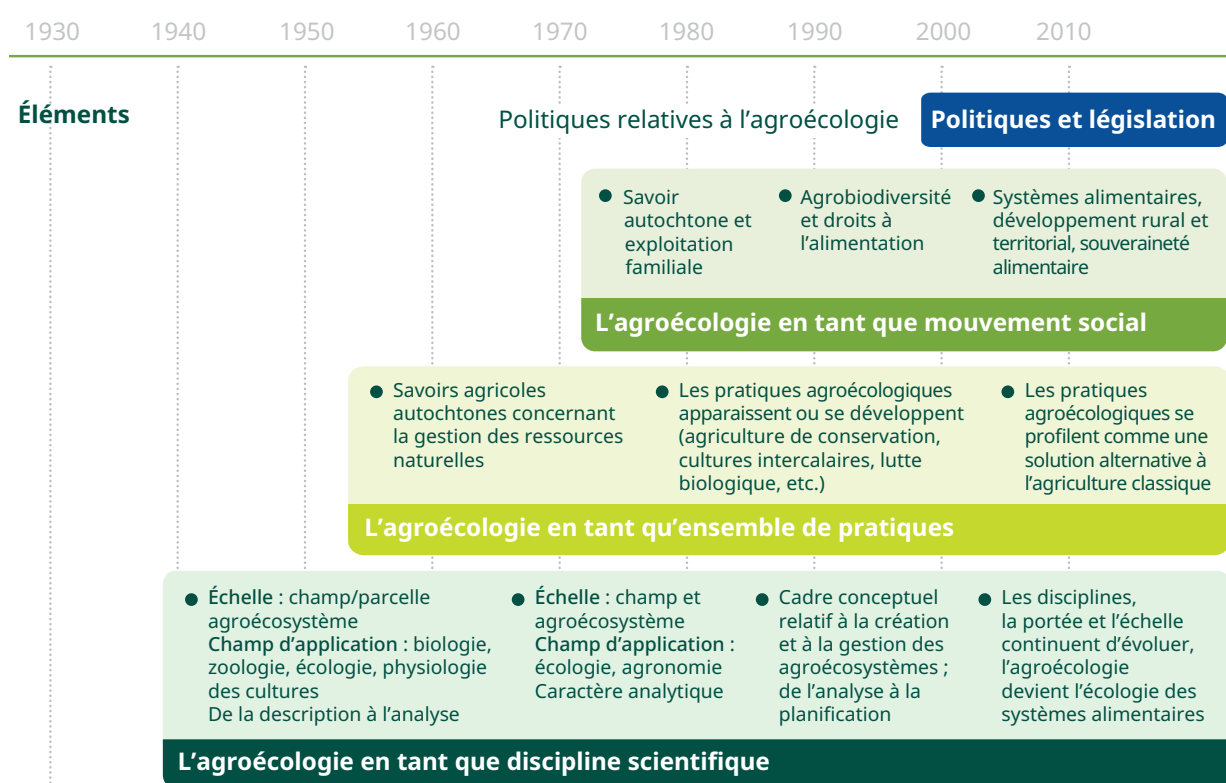 1930 1940 1950 1960 1970 1980 1990 2000 2010
Éléments
Politiques relatives à l’agroécologie
Politiques et législation
Savoir
autochtone et
exploitation
familiale
Agrobiodiversité
et droits à
l’alimentation
Systèmes alimentaires,
développement rural et
territorial, souveraineté
alimentaire
L’agroécologie en tant que mouvement social
Savoirs agricoles
autochtones concernant
la gestion des ressources
naturelles
Les pratiques agroécologiques
apparaissent ou se développent
(agriculture de conservation,
cultures intercalaires, lutte
biologique, etc.)
Les pratiques
agroécologiques se
profilent comme une
solution alternative à
l’agriculture classique
L’agroécologie en tant qu’ensemble de pratiques
Échelle : champ/parcelle
agroécosystème
Champ d’application : biologie,
zoologie, écologie, physiologie
des cultures
De la description à l’analyse
Échelle : champ et
agroécosystème
Champ d’application :
écologie, agronomie
Caractère analytique
Cadre conceptuel
relatif à la création
et à la gestion des
agroécosystèmes ;
de l’analyse à la
planification
Les disciplines,
la portée et l’échelle
continuent d’évoluer,
l’agroécologie
devient l’écologie des
systèmes alimentaires
L’agroécologie en tant que discipline scientifique